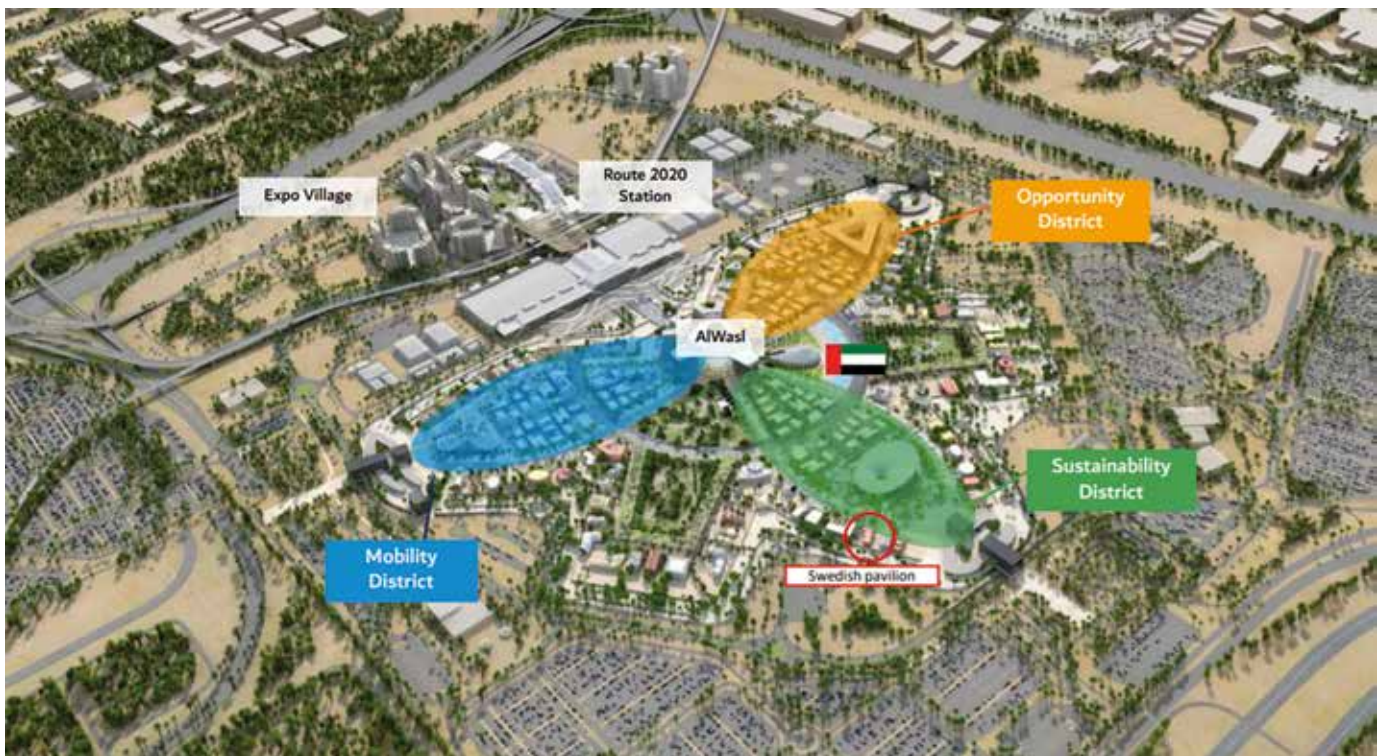 Expo Village
Route 2020
Station
Opportunity
District
AlWasl
Sustainability
District
Mobility
District
Swedish pavilion